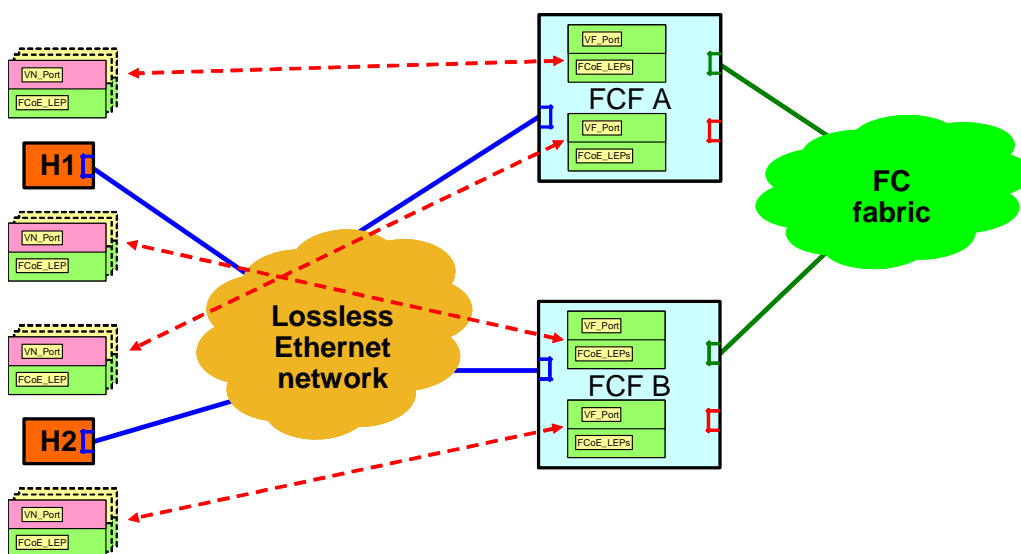 VN_Port
FCoE_LEP
H1
VN_Port
FCoE_LEP
VN_Port
FCoE_LEP
H2
VN_Port
FCoE_LEP
Lossless
Ethernet
network
VF_Port
FCoE_LEPs
FCF A
VF_Port
FCoE_LEPs
VF_Port
FCoE_LEPs
FCF B
VF_Port
FCoE_LEPs
FC
fabric